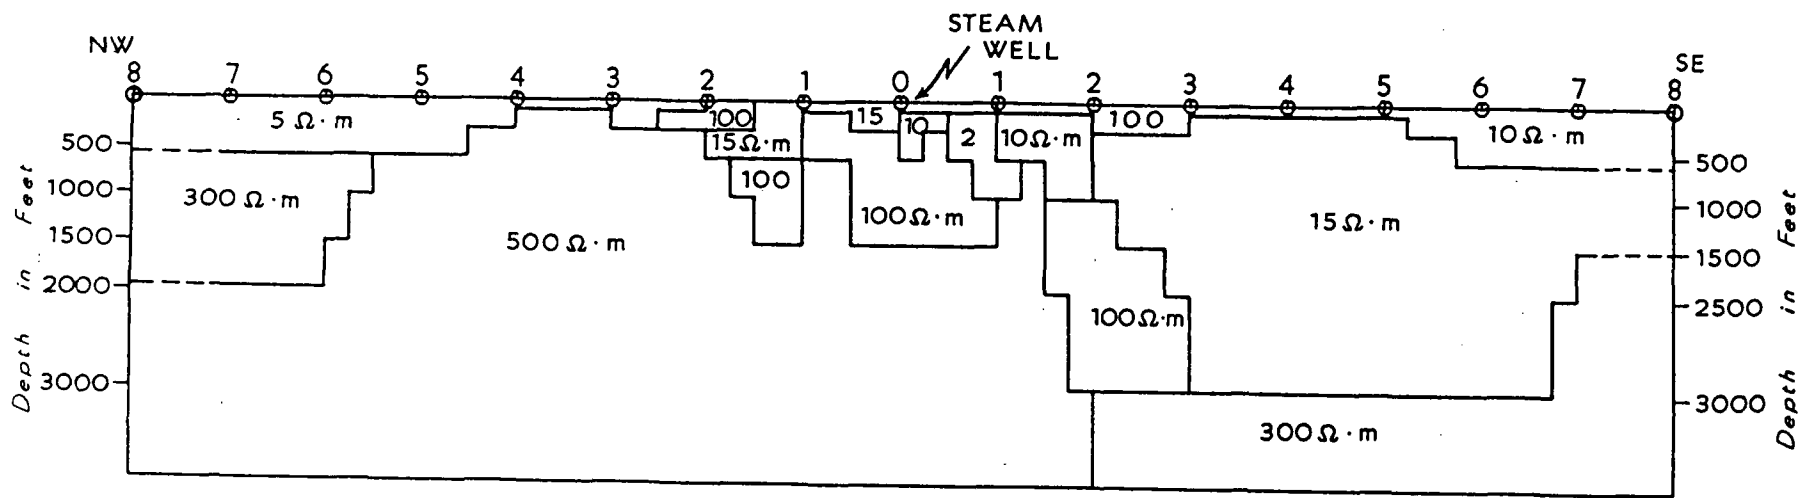 STEAM
WELL
NW
SE
8 7 6 5 4 3 2 1 0 1 2 3 4 5 6 7 8
5 Ω·m
100
15
10
2
10 Ω·m
100
10 Ω·m
15 Ω·m
500
1000
1500
2000
3000
Depth in Feet
300 Ω·m
500 Ω·m
100
100 Ω·m
15 Ω·m
100 Ω·m
300 Ω·m
500
1000
1500
2500
3000
Depth in Feet